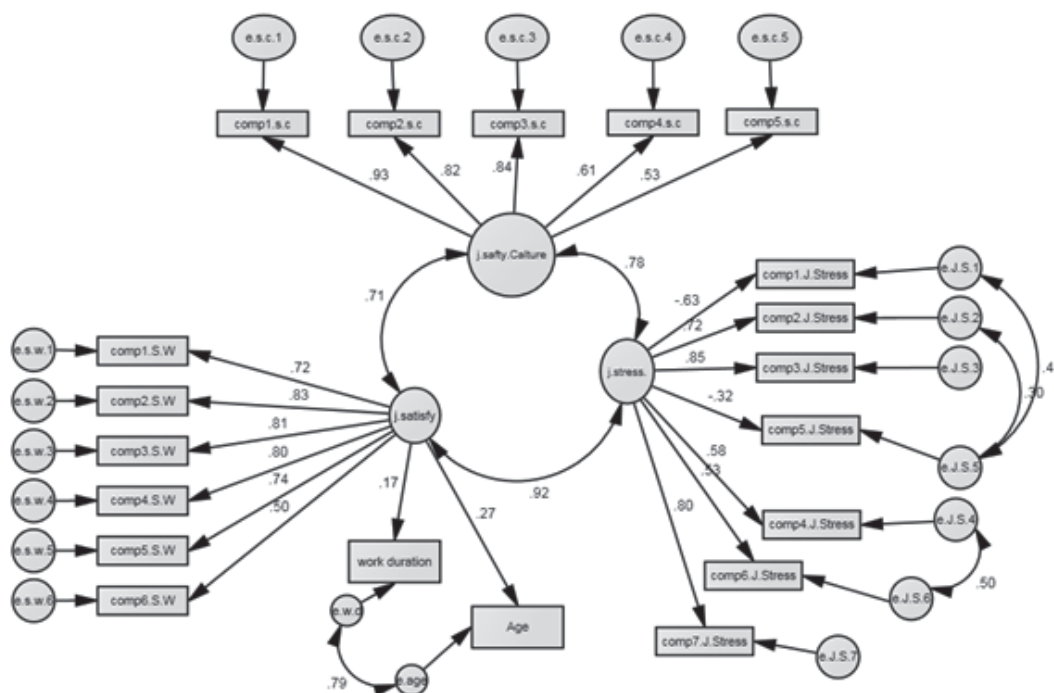 e.s.c.1
e.s.c.2
e.s.c.3
e.s.c.4
e.s.c.5
comp1.s.c
comp2.s.c
comp3.s.c
comp4.s.c
comp5.s.c
.93
.82
.84
.61
.53
j.safty.Calture
.71
.78
e.s.w.1
comp1.S.W
e.s.w.2
comp2.S.W
e.s.w.3
comp3.S.W
e.s.w.4
comp4.S.W
e.s.w.5
comp5.S.W
e.s.w.6
comp6.S.W
.72
.83
.81
.80
.74
.50
j.satisfy
.17
.27
.92
work duration
Age
e.w.d
e.age
.79
j.stress.
-.63
.72
.85
-.32
.58
.53
.80
comp1.J.Stress
e.J.S.1
comp2.J.Stress
e.J.S.2
comp3.J.Stress
e.J.S.3
comp5.J.Stress
e.J.S.5
.4
.30
comp4.J.Stress
e.J.S.4
comp6.J.Stress
e.J.S.6
.50
comp7.J.Stress
e.J.S.7